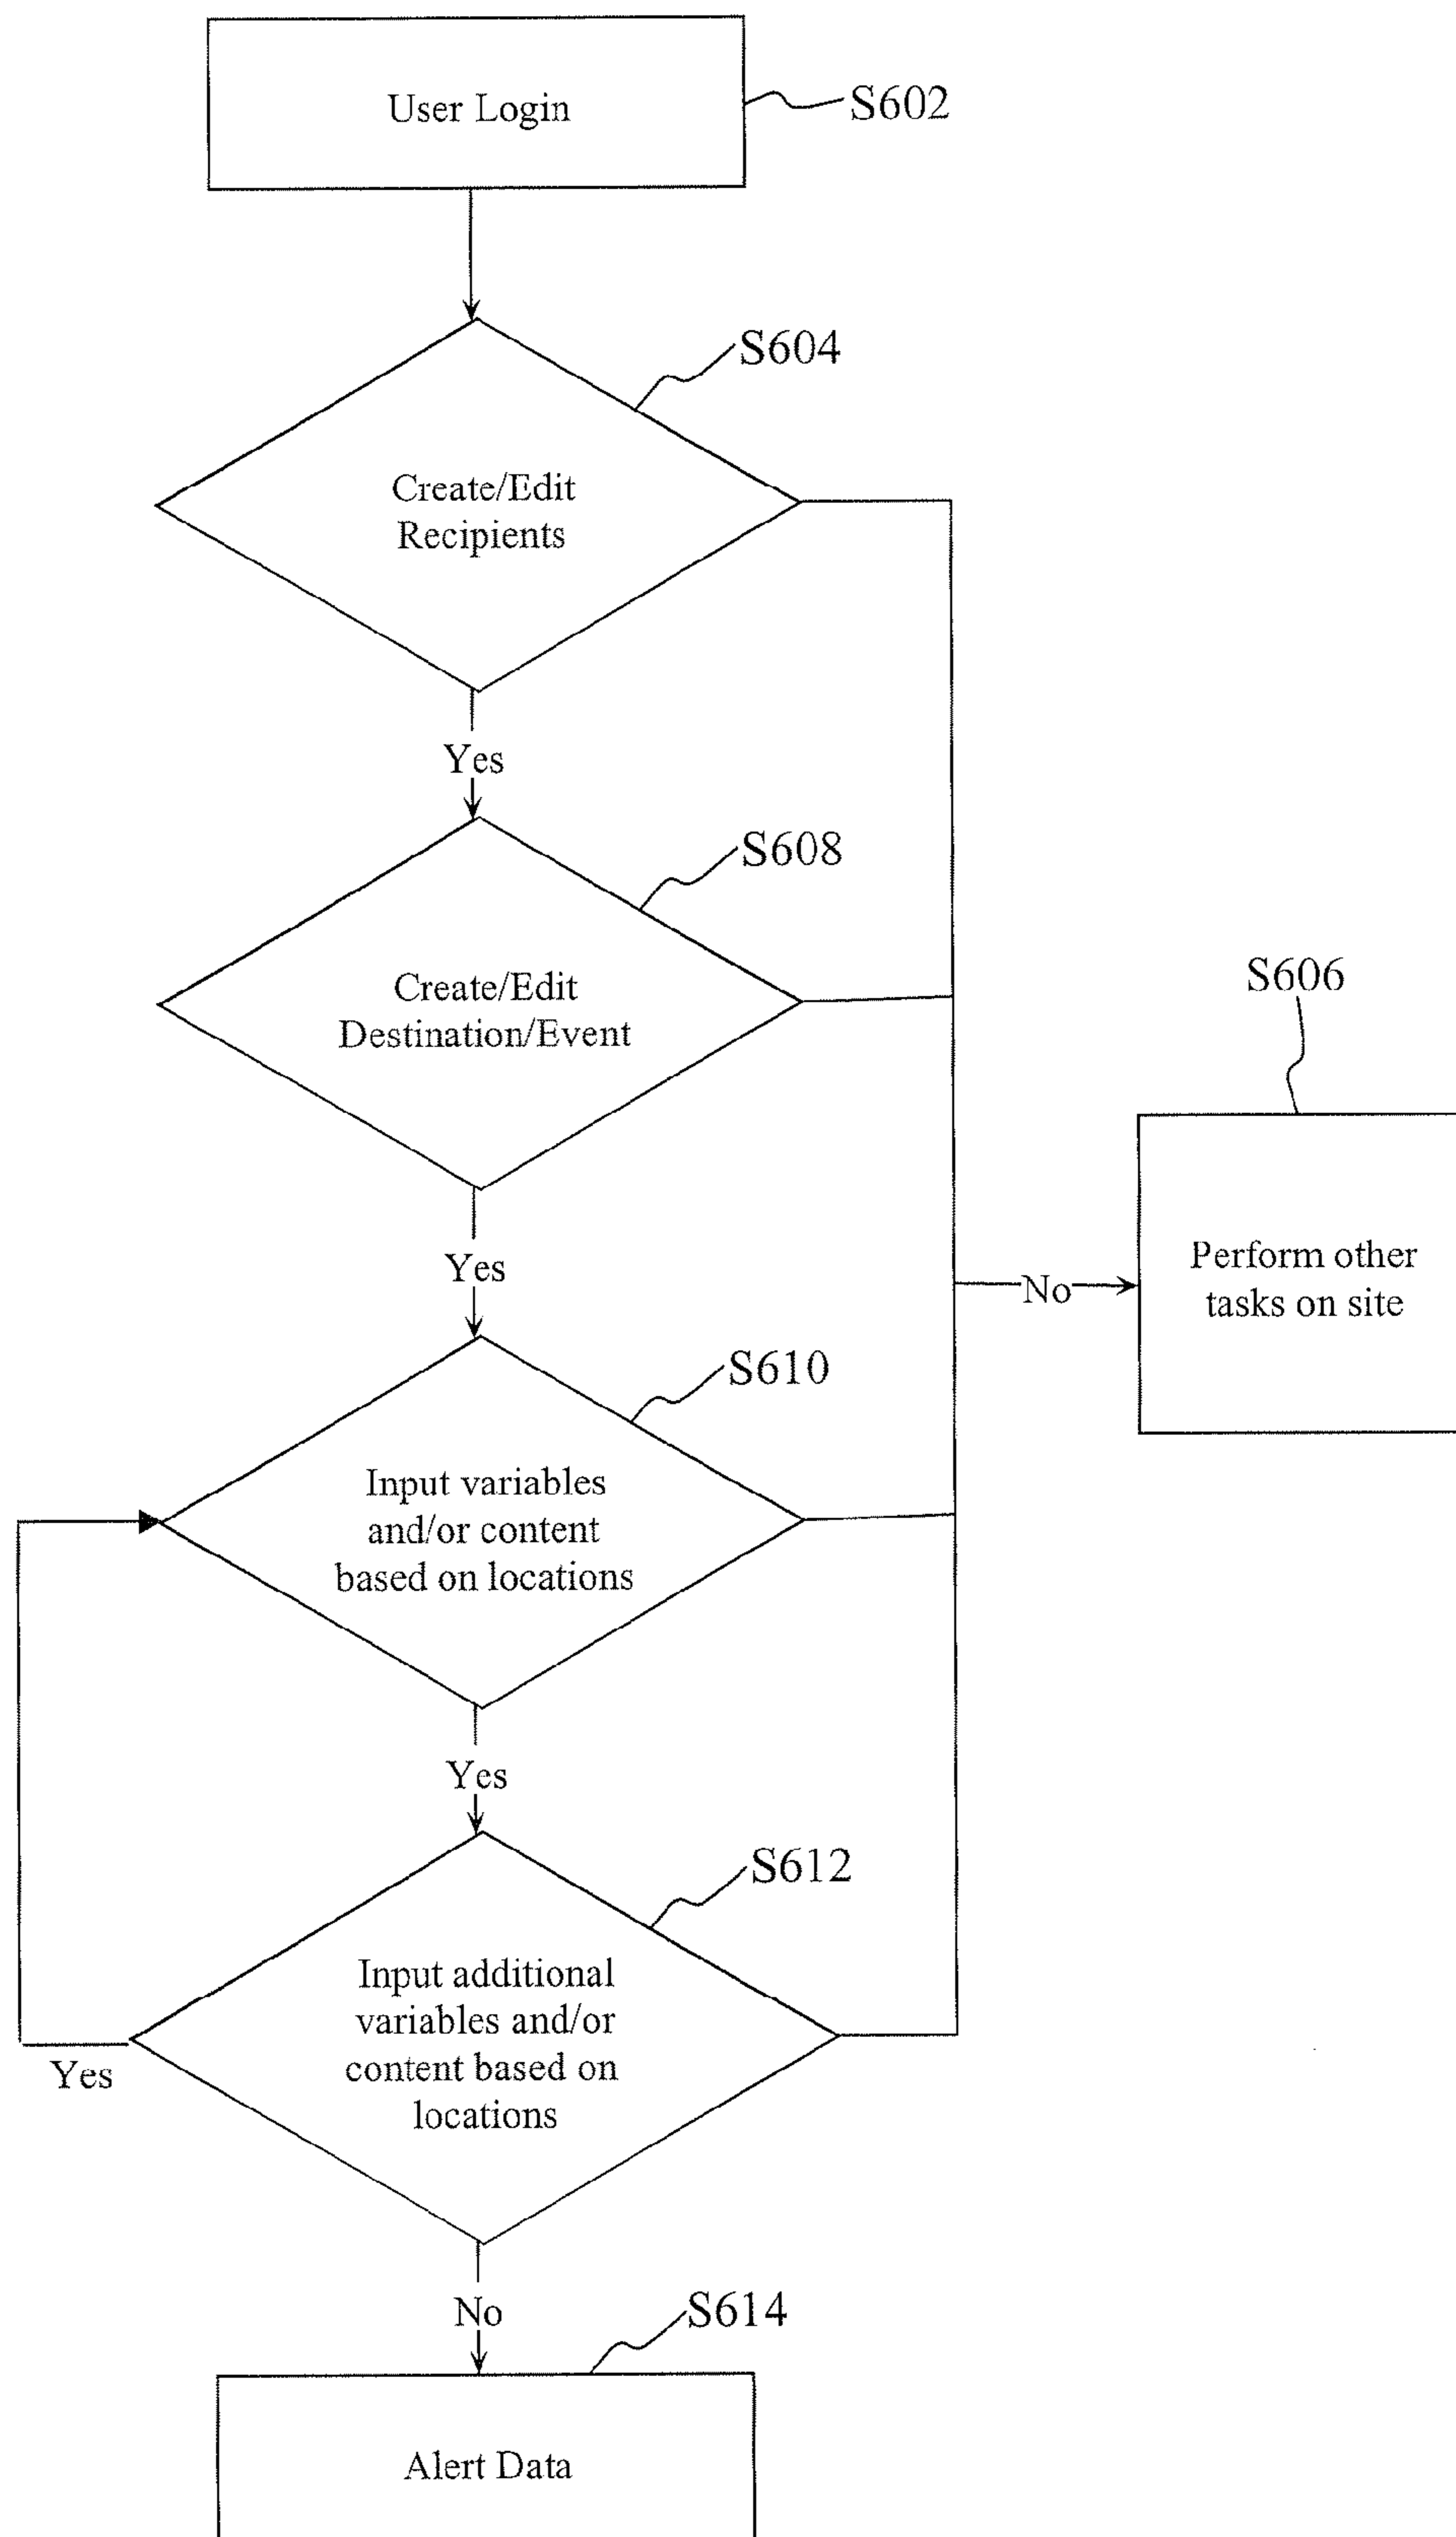 User Login
S602
S604
Create/Edit
Recipients
Yes
S608
Create/Edit
Destination/Event
S606
Perform other
tasks on site
Yes
No
S610
Input variables
and/or content
based on locations
Yes
S612
Input additional
variables and/or
content based on
locations
Yes
No
S614
Alert Data